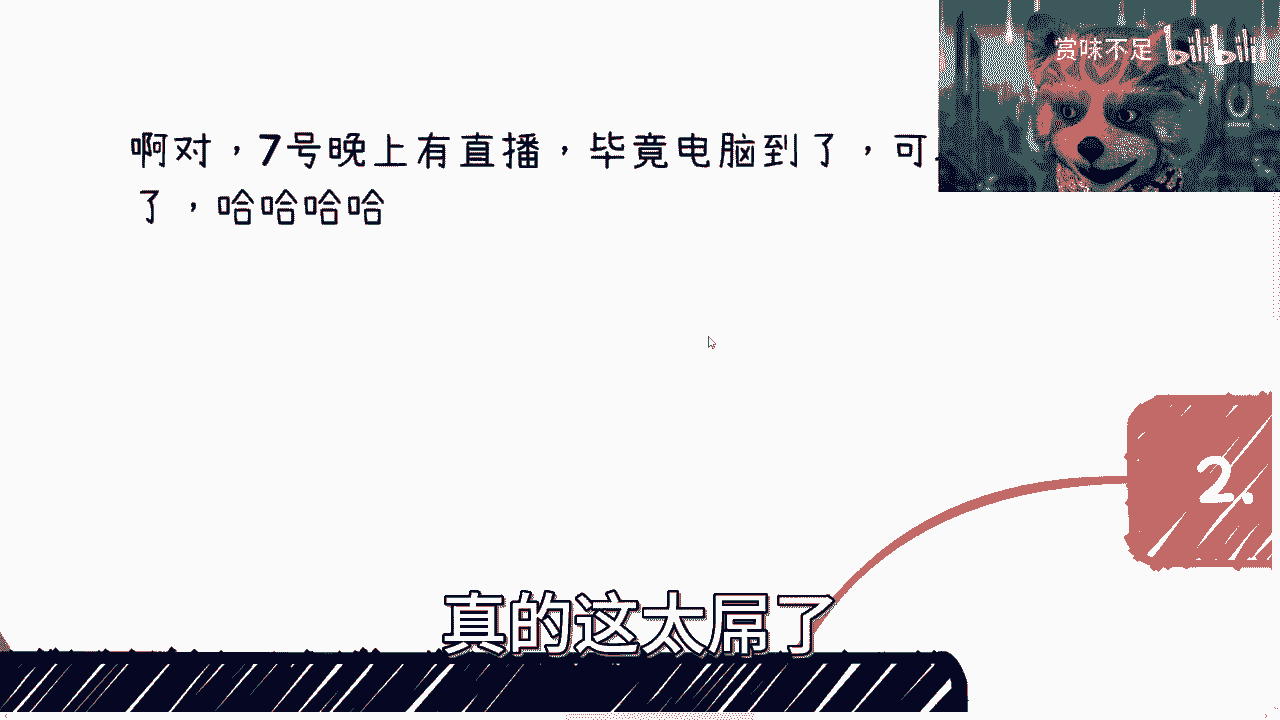 赏味不足 bilibili
啊对，7号晚上有直播，毕竟电脑到了，可
了，哈哈哈哈
2.
真的这太屌了